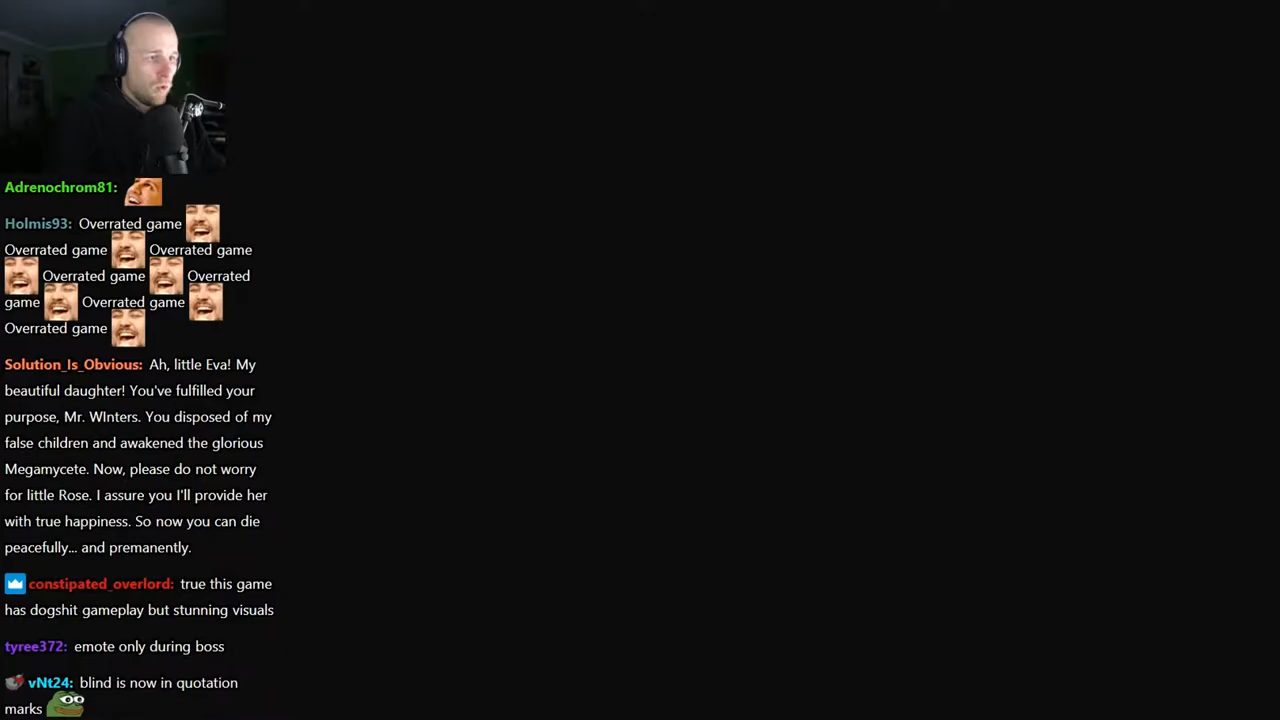 Adrenochrom81:
Holmis93: Overrated game
Overrated game Overrated game
Overrated game Overrated
game Overrated game
Overrated game
Solution_Is_Obvious: Ah, little Eva! My
beautiful daughter! You've fulfilled your
purpose, Mr. WInters. You disposed of my
false children and awakened the glorious
Megamycete. Now, please do not worry
for little Rose. I assure you I'll provide her
with true happiness. So now you can die
peacefully... and premanently.
constipated_overlord: true this game
has dogshit gameplay but stunning visuals
tyree372: emote only during boss
vNt24: blind is now in quotation
marks